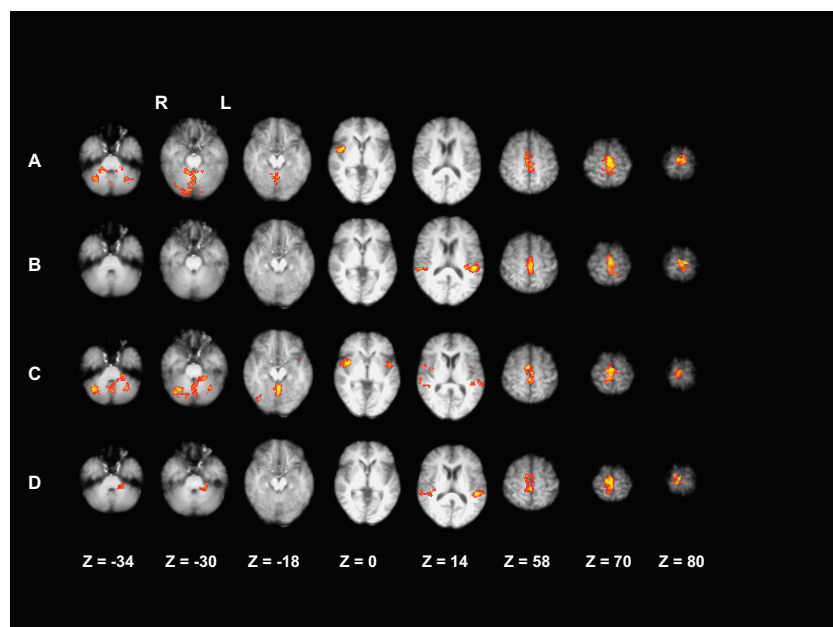 R L
A
B
C
D
Z = -34 Z = -30 Z = -18 Z = 0 Z = 14 Z = 58 Z = 70 Z = 80